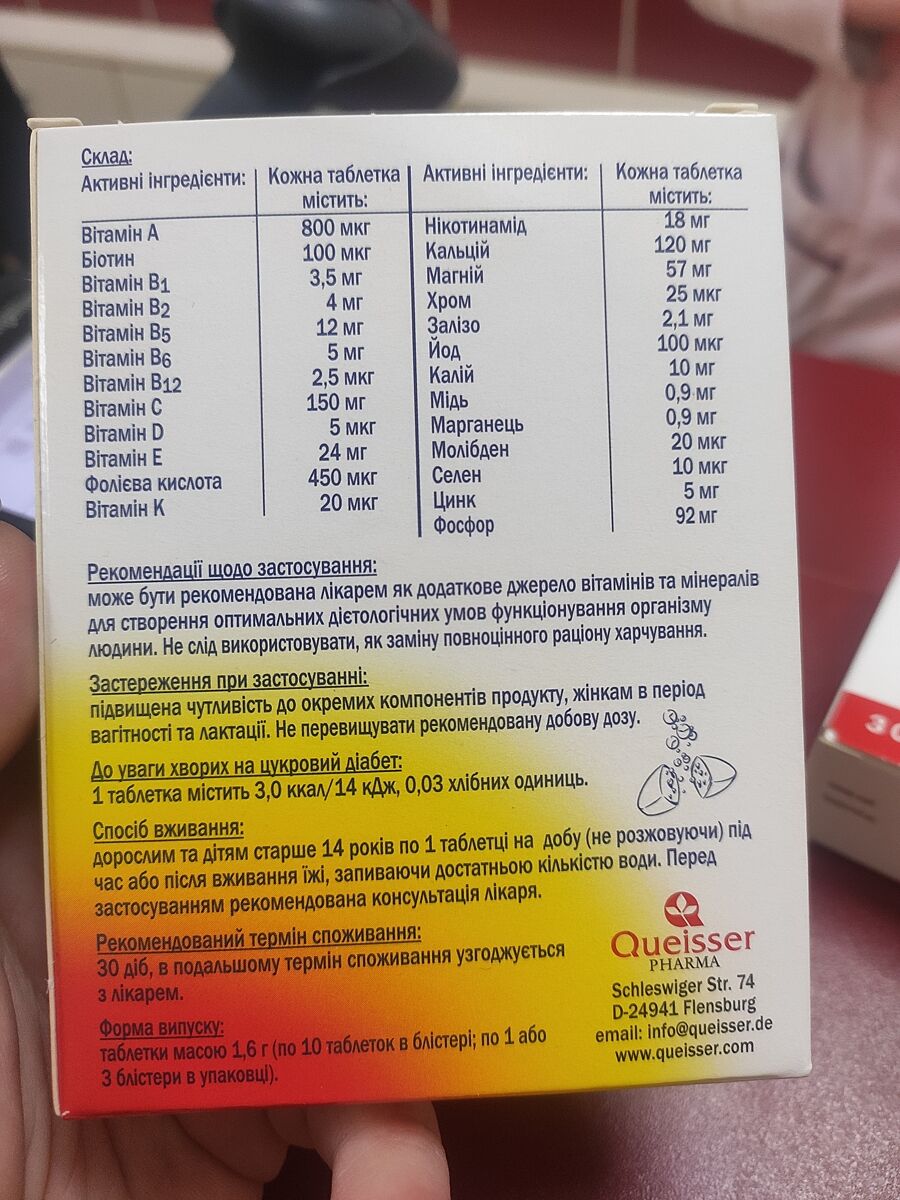 Склад:
Активні інгредієнти: Кожна таблетка містить: Активні інгредієнти: Кожна таблетка містить:
Вітамін А 800 мкг Нікотинамід 18 мг
Біотин 100 мкг Кальцій 120 мг
Вітамін В1 3,5 мг Магній 57 мг
Вітамін В2 4 мг Хром 25 мкг
Вітамін В5 12 мг Залізо 2,1 мг
Вітамін В6 5 мг Йод 100 мкг
Вітамін В12 2,5 мкг Калій 10 мг
Вітамін С 150 мг Мідь 0,9 мг
Вітамін D 5 мкг Марганець 0,9 мг
Вітамін Е 24 мг Молібден 20 мкг
Фолієва кислота 450 мкг Селен 10 мкг
Вітамін К 20 мкг Цинк 5 мг
Фосфор 92 мг
Рекомендації щодо застосування:
може бути рекомендована лікарем як додаткове джерело вітамінів та мінералів
для створення оптимальних дієтологічних умов функціонування організму
людини. Не слід використовувати, як заміну повноцінного раціону харчування.
Застереження при застосуванні:
підвищена чутливість до окремих компонентів продукту, жінкам в період
вагітності та лактації. Не перевищувати рекомендовану добову дозу.
До уваги хворих на цукровий діабет:
1 таблетка містить 3,0 ккал/14 кДж, 0,03 хлібних одиниць.
Спосіб вживання:
дорослим та дітям старше 14 років по 1 таблетці на добу (не розжовуючи) під
час або після вживання їжі, запиваючи достатньою кількістю води. Перед
застосуванням рекомендована консультація лікаря.
Рекомендований термін споживання:
30 діб, в подальшому термін споживання узгоджується
з лікарем.
Форма випуску:
таблетки масою 1,6 г (по 10 таблеток в блістері; по 1 або
3 блістери в упаковці).
Queisser
PHARMA
Schleswiger Str. 74
D-24941 Flensburg
email: info@queisser.de
www.queisser.com